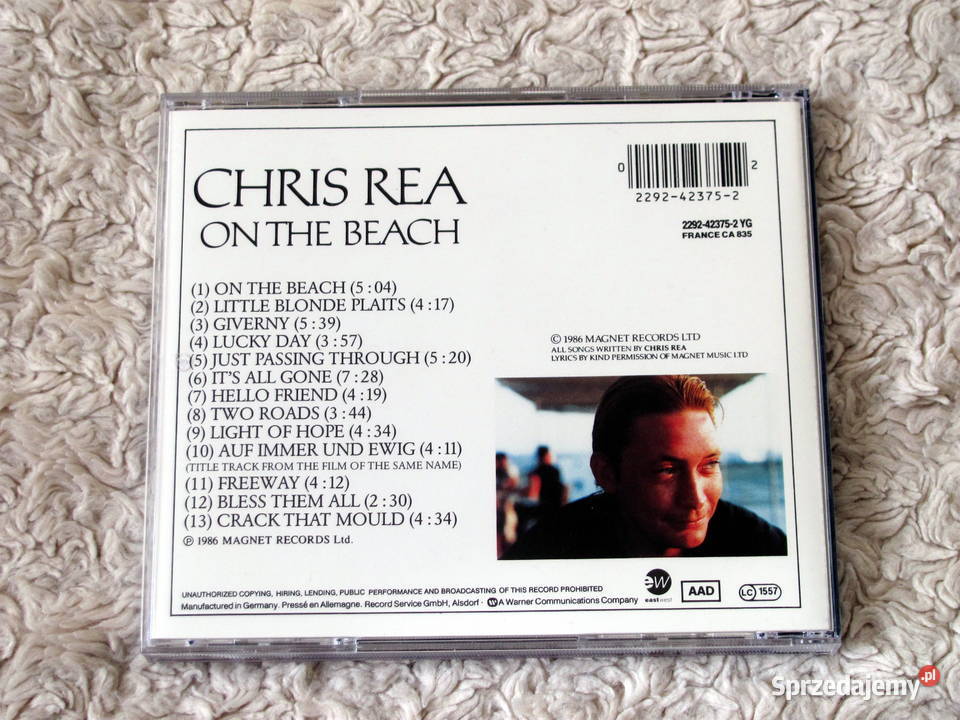 CHRIS REA
ON THE BEACH
0 2292-42375-2 2
2292-42375-2 YG
FRANCE CA 835
(1) ON THE BEACH (5 : 04)
(2) LITTLE BLONDE PLAITS (4 : 17)
(3) GIVERNY (5 : 39)
(4) LUCKY DAY (3 : 57)
(5) JUST PASSING THROUGH (5 : 20)
(6) IT'S ALL GONE (7 : 28)
(7) HELLO FRIEND (4 : 19)
(8) TWO ROADS (3 : 44)
(9) LIGHT OF HOPE (4 : 34)
(10) AUF IMMER UND EWIG (4 : 11)
(TITLE TRACK FROM THE FILM OF THE SAME NAME)
(11) FREEWAY (4 : 12)
(12) BLESS THEM ALL (2 : 30)
(13) CRACK THAT MOULD (4 : 34)
℗ 1986 MAGNET RECORDS Ltd.
© 1986 MAGNET RECORDS LTD
ALL SONGS WRITTEN BY CHRIS REA
LYRICS BY KIND PERMISSION OF MAGNET MUSIC LTD
UNAUTHORIZED COPYING, HIRING, LENDING, PUBLIC PERFORMANCE AND BROADCASTING OF THIS RECORD PROHIBITED
Manufactured in Germany. Pressé en Allemagne. Record Service GmbH, Alsdorf · W A Warner Communications Company
ew
eastwest
AAD
LC 1557
Sprzedajemy.pl